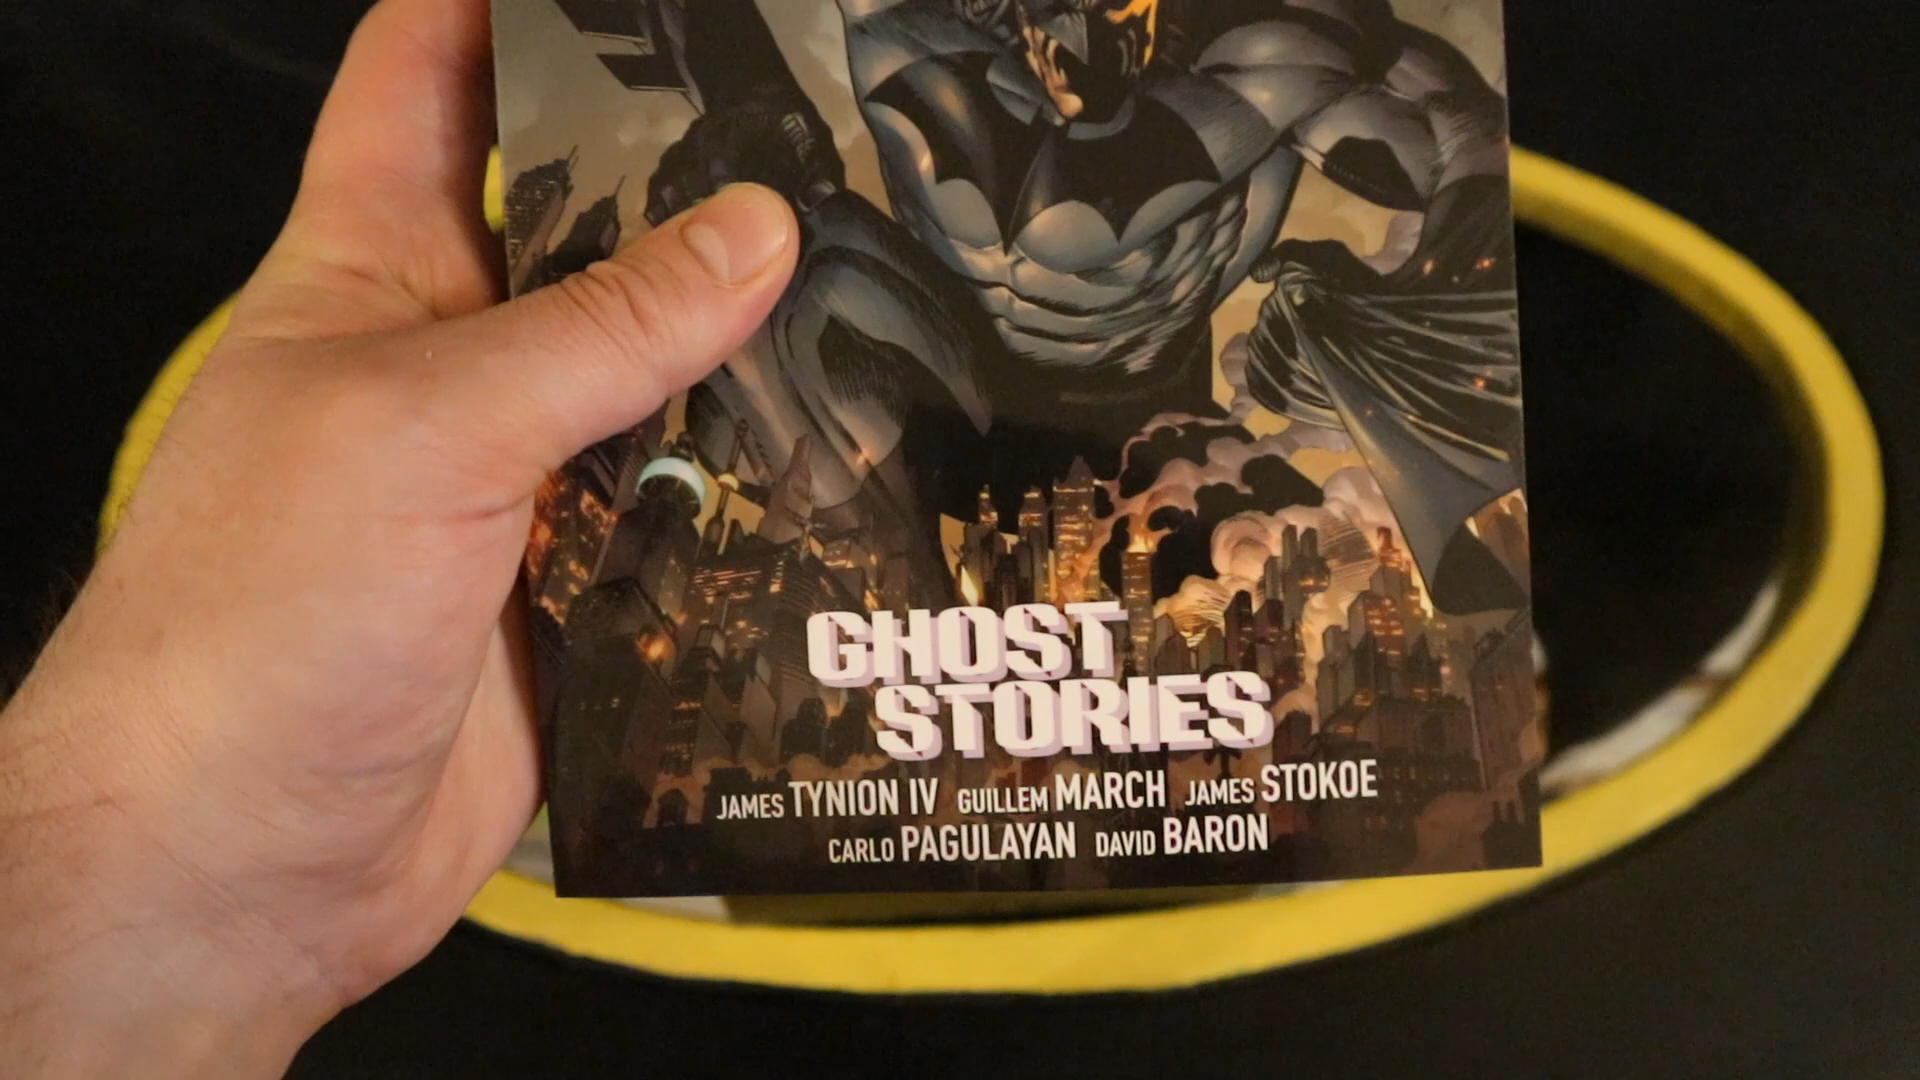 GHOST
STORIES
JAMES TYNION IV GUILLEM MARCH JAMES STOKOE
CARLO PAGULAYAN DAVID BARON